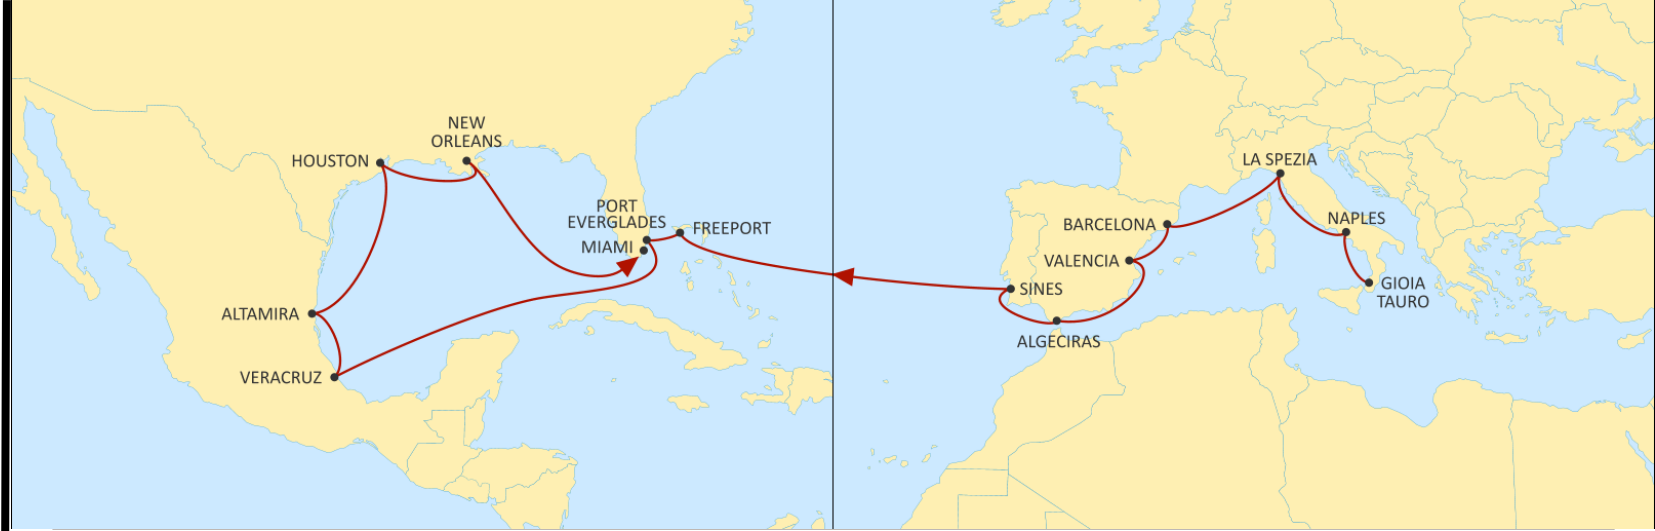 NEW
ORLEANS
HOUSTON
PORT
EVERGLADES
MIAMI
FREEPORT
ALTAMIRA
VERACRUZ
LA SPEZIA
BARCELONA
NAPLES
VALENCIA
SINES
GIOIA
TAURO
ALGECIRAS